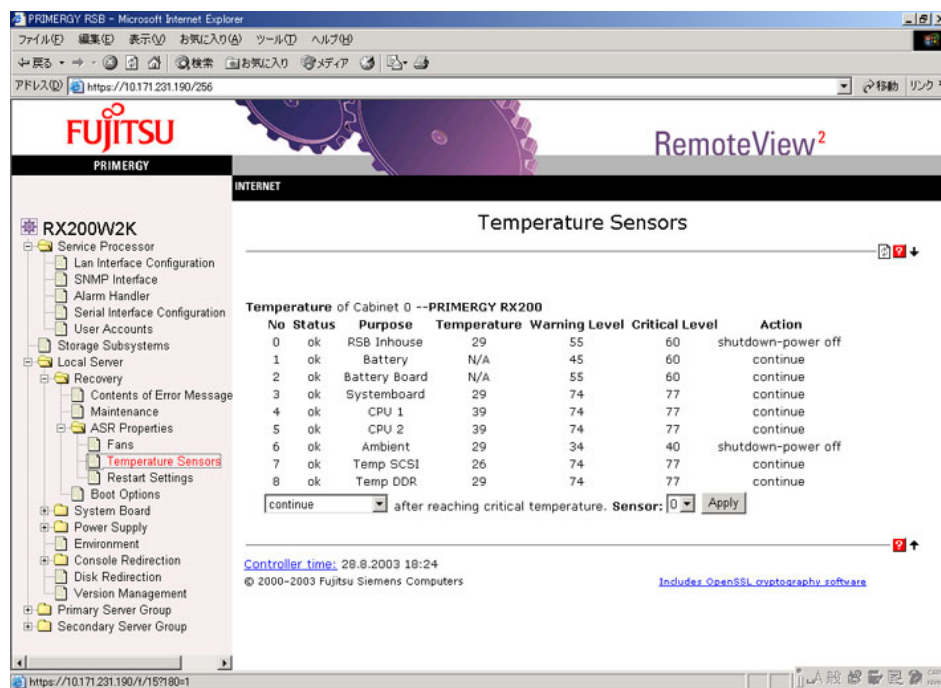 PRIMERGY RSB - Microsoft Internet Explorer
ファイル(F) 編集(E) 表示(V) お気に入り(A) ツール(T) ヘルプ(H)
戻る 検索 お気に入り メディア
アドレス(D) https://10.171.231.190/256 移動 リンク
FUJITSU
PRIMERGY
RemoteView²
INTERNET
RX200W2K
Service Processor
Lan Interface Configuration
SNMP Interface
Alarm Handler
Serial Interface Configuration
User Accounts
Storage Subsystems
Local Server
Recovery
Contents of Error Message
Maintenance
ASR Properties
Fans
Temperature Sensors
Restart Settings
Boot Options
System Board
Power Supply
Environment
Console Redirection
Disk Redirection
Version Management
Primary Server Group
Secondary Server Group
Temperature Sensors
Temperature of Cabinet 0 --PRIMERGY RX200
No Status Purpose Temperature Warning Level Critical Level Action
0 ok RSB Inhouse 29 55 60 shutdown-power off
1 ok Battery N/A 45 60 continue
2 ok Battery Board N/A 55 60 continue
3 ok Systemboard 29 74 77 continue
4 ok CPU 1 39 74 77 continue
5 ok CPU 2 39 74 77 continue
6 ok Ambient 29 34 40 shutdown-power off
7 ok Temp SCSI 26 74 77 continue
8 ok Temp DDR 29 74 77 continue
continue after reaching critical temperature. Sensor: 0 Apply
Controller time: 28.8.2003 18:24
© 2000-2003 Fujitsu Siemens Computers
Includes OpenSSL cryptography software
https://10.171.231.190/f/15?180=1
A 般